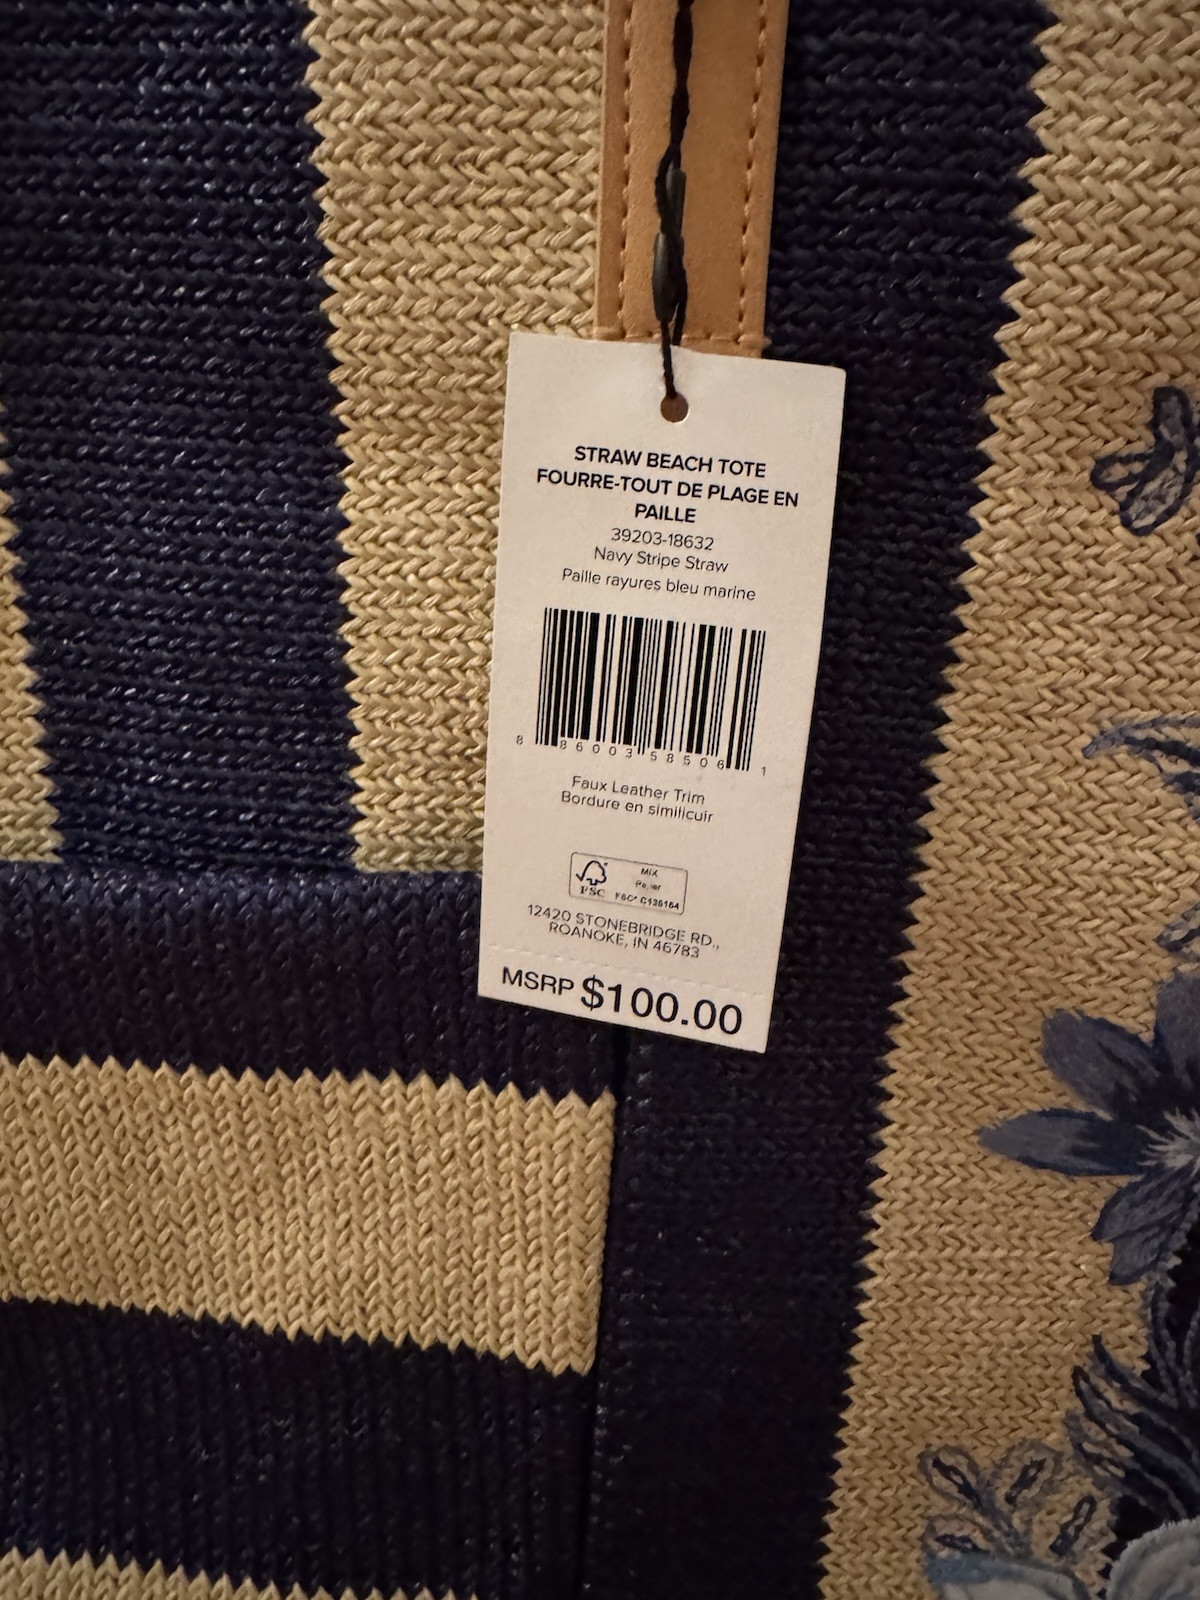 STRAW BEACH TOTE
FOURRE-TOUT DE PLAGE EN
PAILLE
39203-18632
Navy Stripe Straw
Paille rayures bleu marine
8 86003 58506 1
Faux Leather Trim
Bordure en similicuir
MIX
FSC FSC® C136164
12420 STONEBRIDGE RD.,
ROANOKE, IN 46783
MSRP $100.00